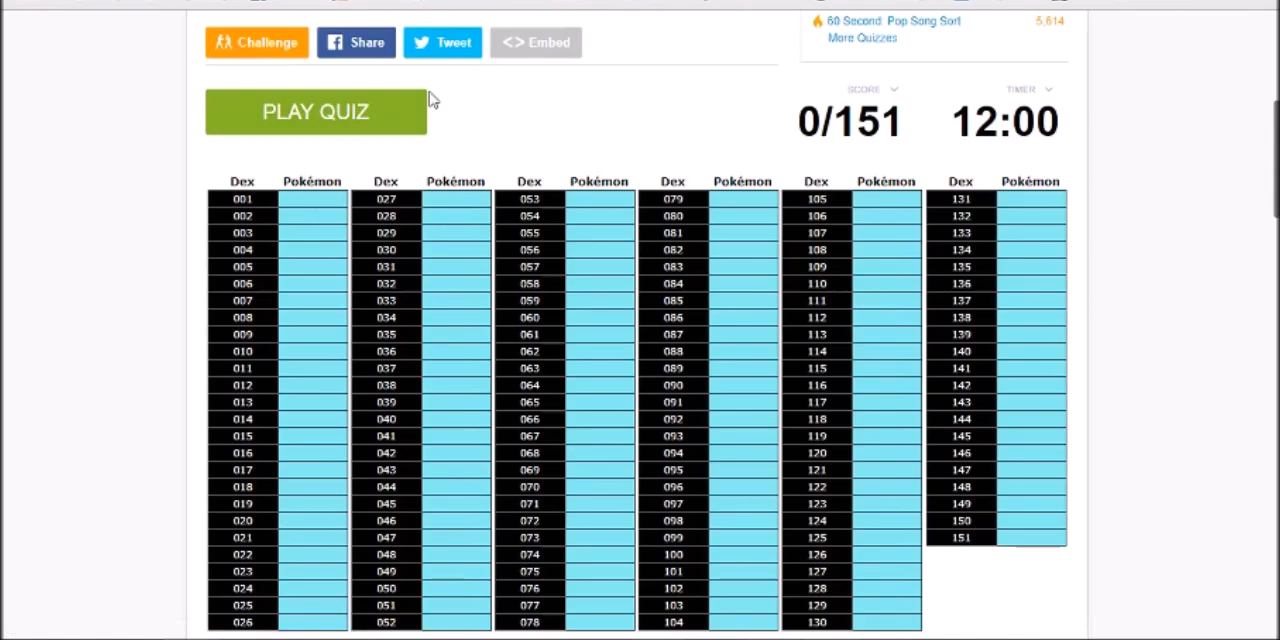 60 Second Pop Song Sort 5,614
More Quizzes
Challenge Share Tweet <> Embed
SCORE TIMER
PLAY QUIZ 0/151 12:00
Dex Pokémon Dex Pokémon Dex Pokémon Dex Pokémon Dex Pokémon Dex Pokémon
001 027 053 079 105 131
002 028 054 080 106 132
003 029 055 081 107 133
004 030 056 082 108 134
005 031 057 083 109 135
006 032 058 084 110 136
007 033 059 085 111 137
008 034 060 086 112 138
009 035 061 087 113 139
010 036 062 088 114 140
011 037 063 089 115 141
012 038 064 090 116 142
013 039 065 091 117 143
014 040 066 092 118 144
015 041 067 093 119 145
016 042 068 094 120 146
017 043 069 095 121 147
018 044 070 096 122 148
019 045 071 097 123 149
020 046 072 098 124 150
021 047 073 099 125 151
022 048 074 100 126
023 049 075 101 127
024 050 076 102 128
025 051 077 103 129
026 052 078 104 130